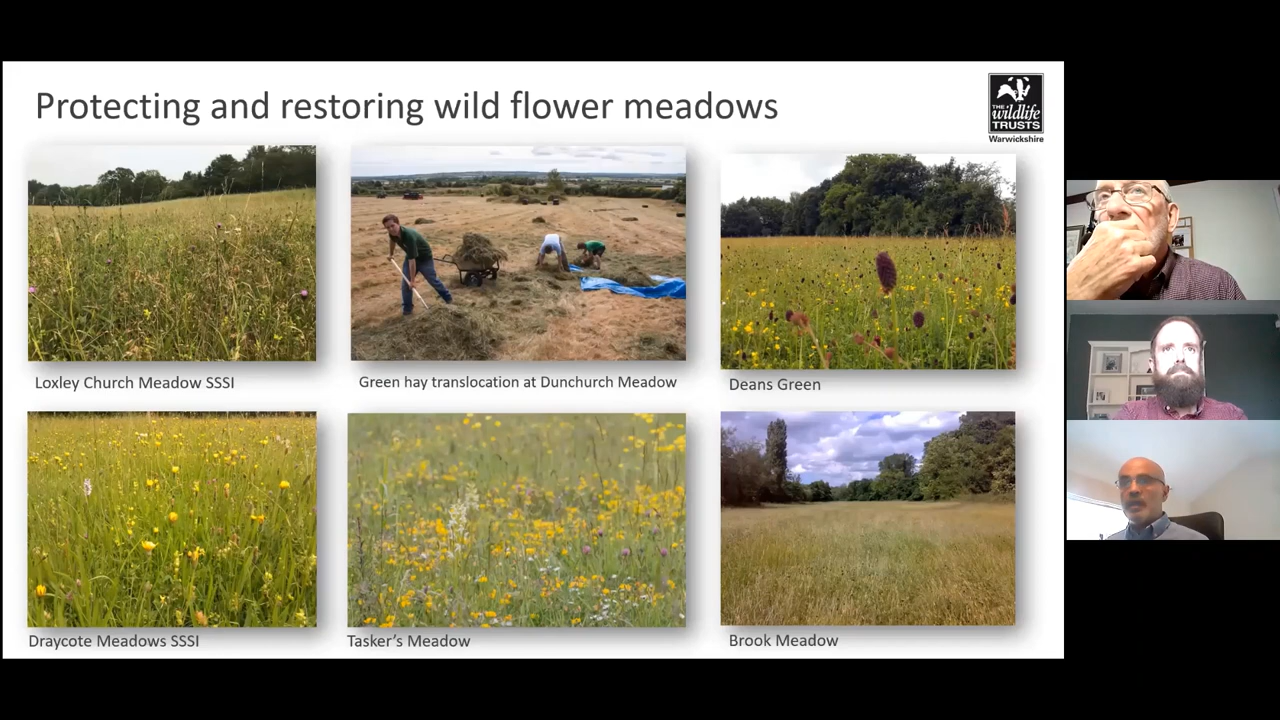 Protecting and restoring wild flower meadows
THE
wildlife
TRUSTS
Warwickshire
Loxley Church Meadow SSSI
Green hay translocation at Dunchurch Meadow
Deans Green
Draycote Meadows SSSI
Tasker's Meadow
Brook Meadow